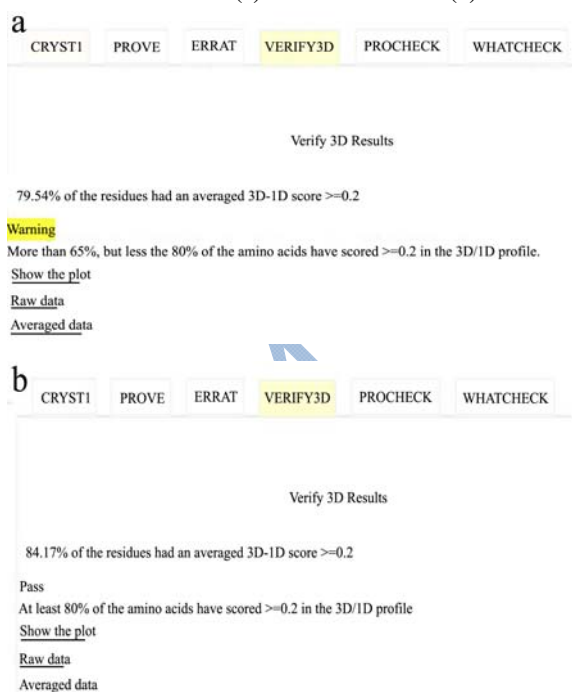 a
CRYST1 PROVE ERRAT VERIFY3D PROCHECK WHATCHECK
Verify 3D Results
79.54% of the residues had an averaged 3D-1D score >=0.2
Warning
More than 65%, but less the 80% of the amino acids have scored >=0.2 in the 3D/1D profile.
Show the plot
Raw data
Averaged data
b
CRYST1 PROVE ERRAT VERIFY3D PROCHECK WHATCHECK
Verify 3D Results
84.17% of the residues had an averaged 3D-1D score >=0.2
Pass
At least 80% of the amino acids have scored >=0.2 in the 3D/1D profile
Show the plot
Raw data
Averaged data